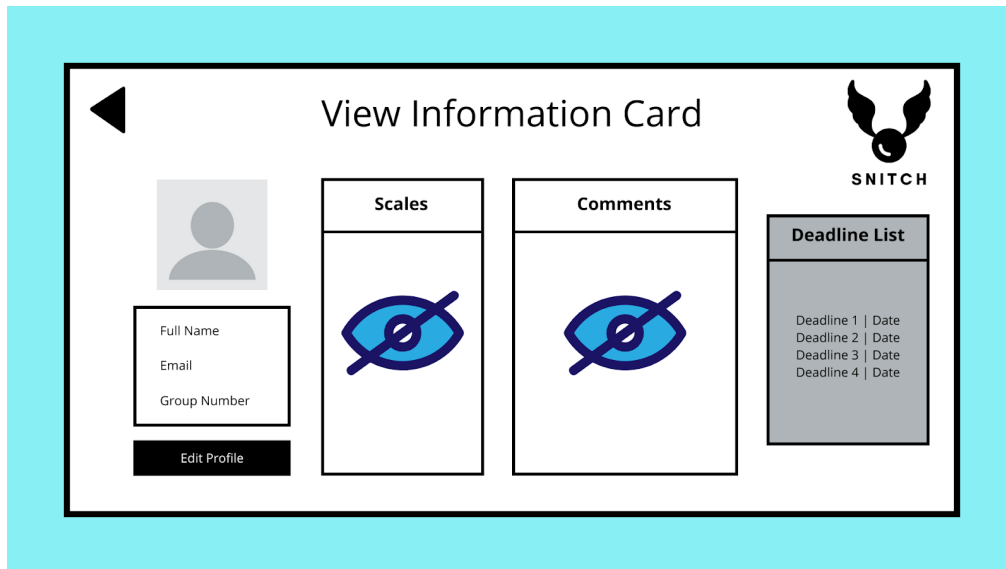 View Information Card
SNITCH
Full Name
Email
Group Number
Edit Profile
Scales
Comments
Deadline List
Deadline 1 | Date
Deadline 2 | Date
Deadline 3 | Date
Deadline 4 | Date